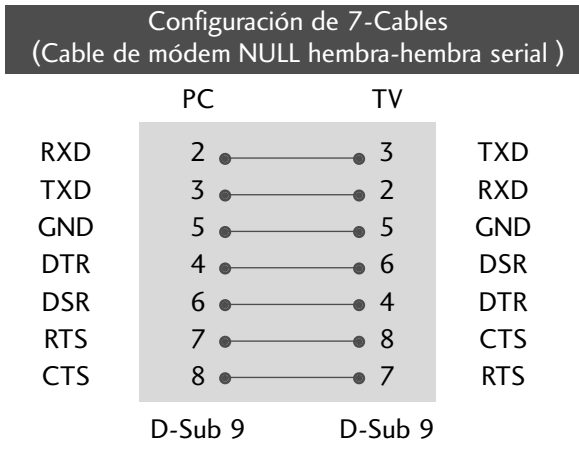 Configuración de 7-Cables
(Cable de módem NULL hembra-hembra serial )
PC TV
RXD 2 3 TXD
TXD 3 2 RXD
GND 5 5 GND
DTR 4 6 DSR
DSR 6 4 DTR
RTS 7 8 CTS
CTS 8 7 RTS
D-Sub 9 D-Sub 9